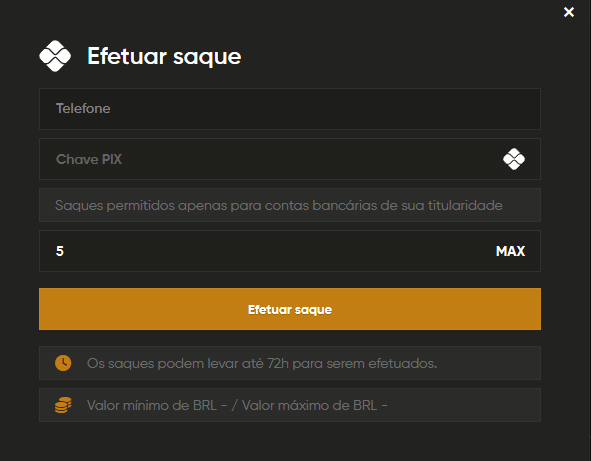 Efetuar saque
Telefone
Chave PIX
Saques permitidos apenas para contas bancárias de sua titularidade
5 MAX
Efetuar saque
Os saques podem levar até 72h para serem efetuados.
Valor mínimo de BRL - / Valor máximo de BRL -